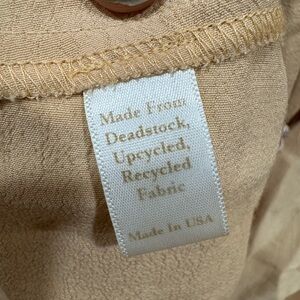 Made From
Deadstock,
Upcycled,
Recycled
Fabric
Made In USA